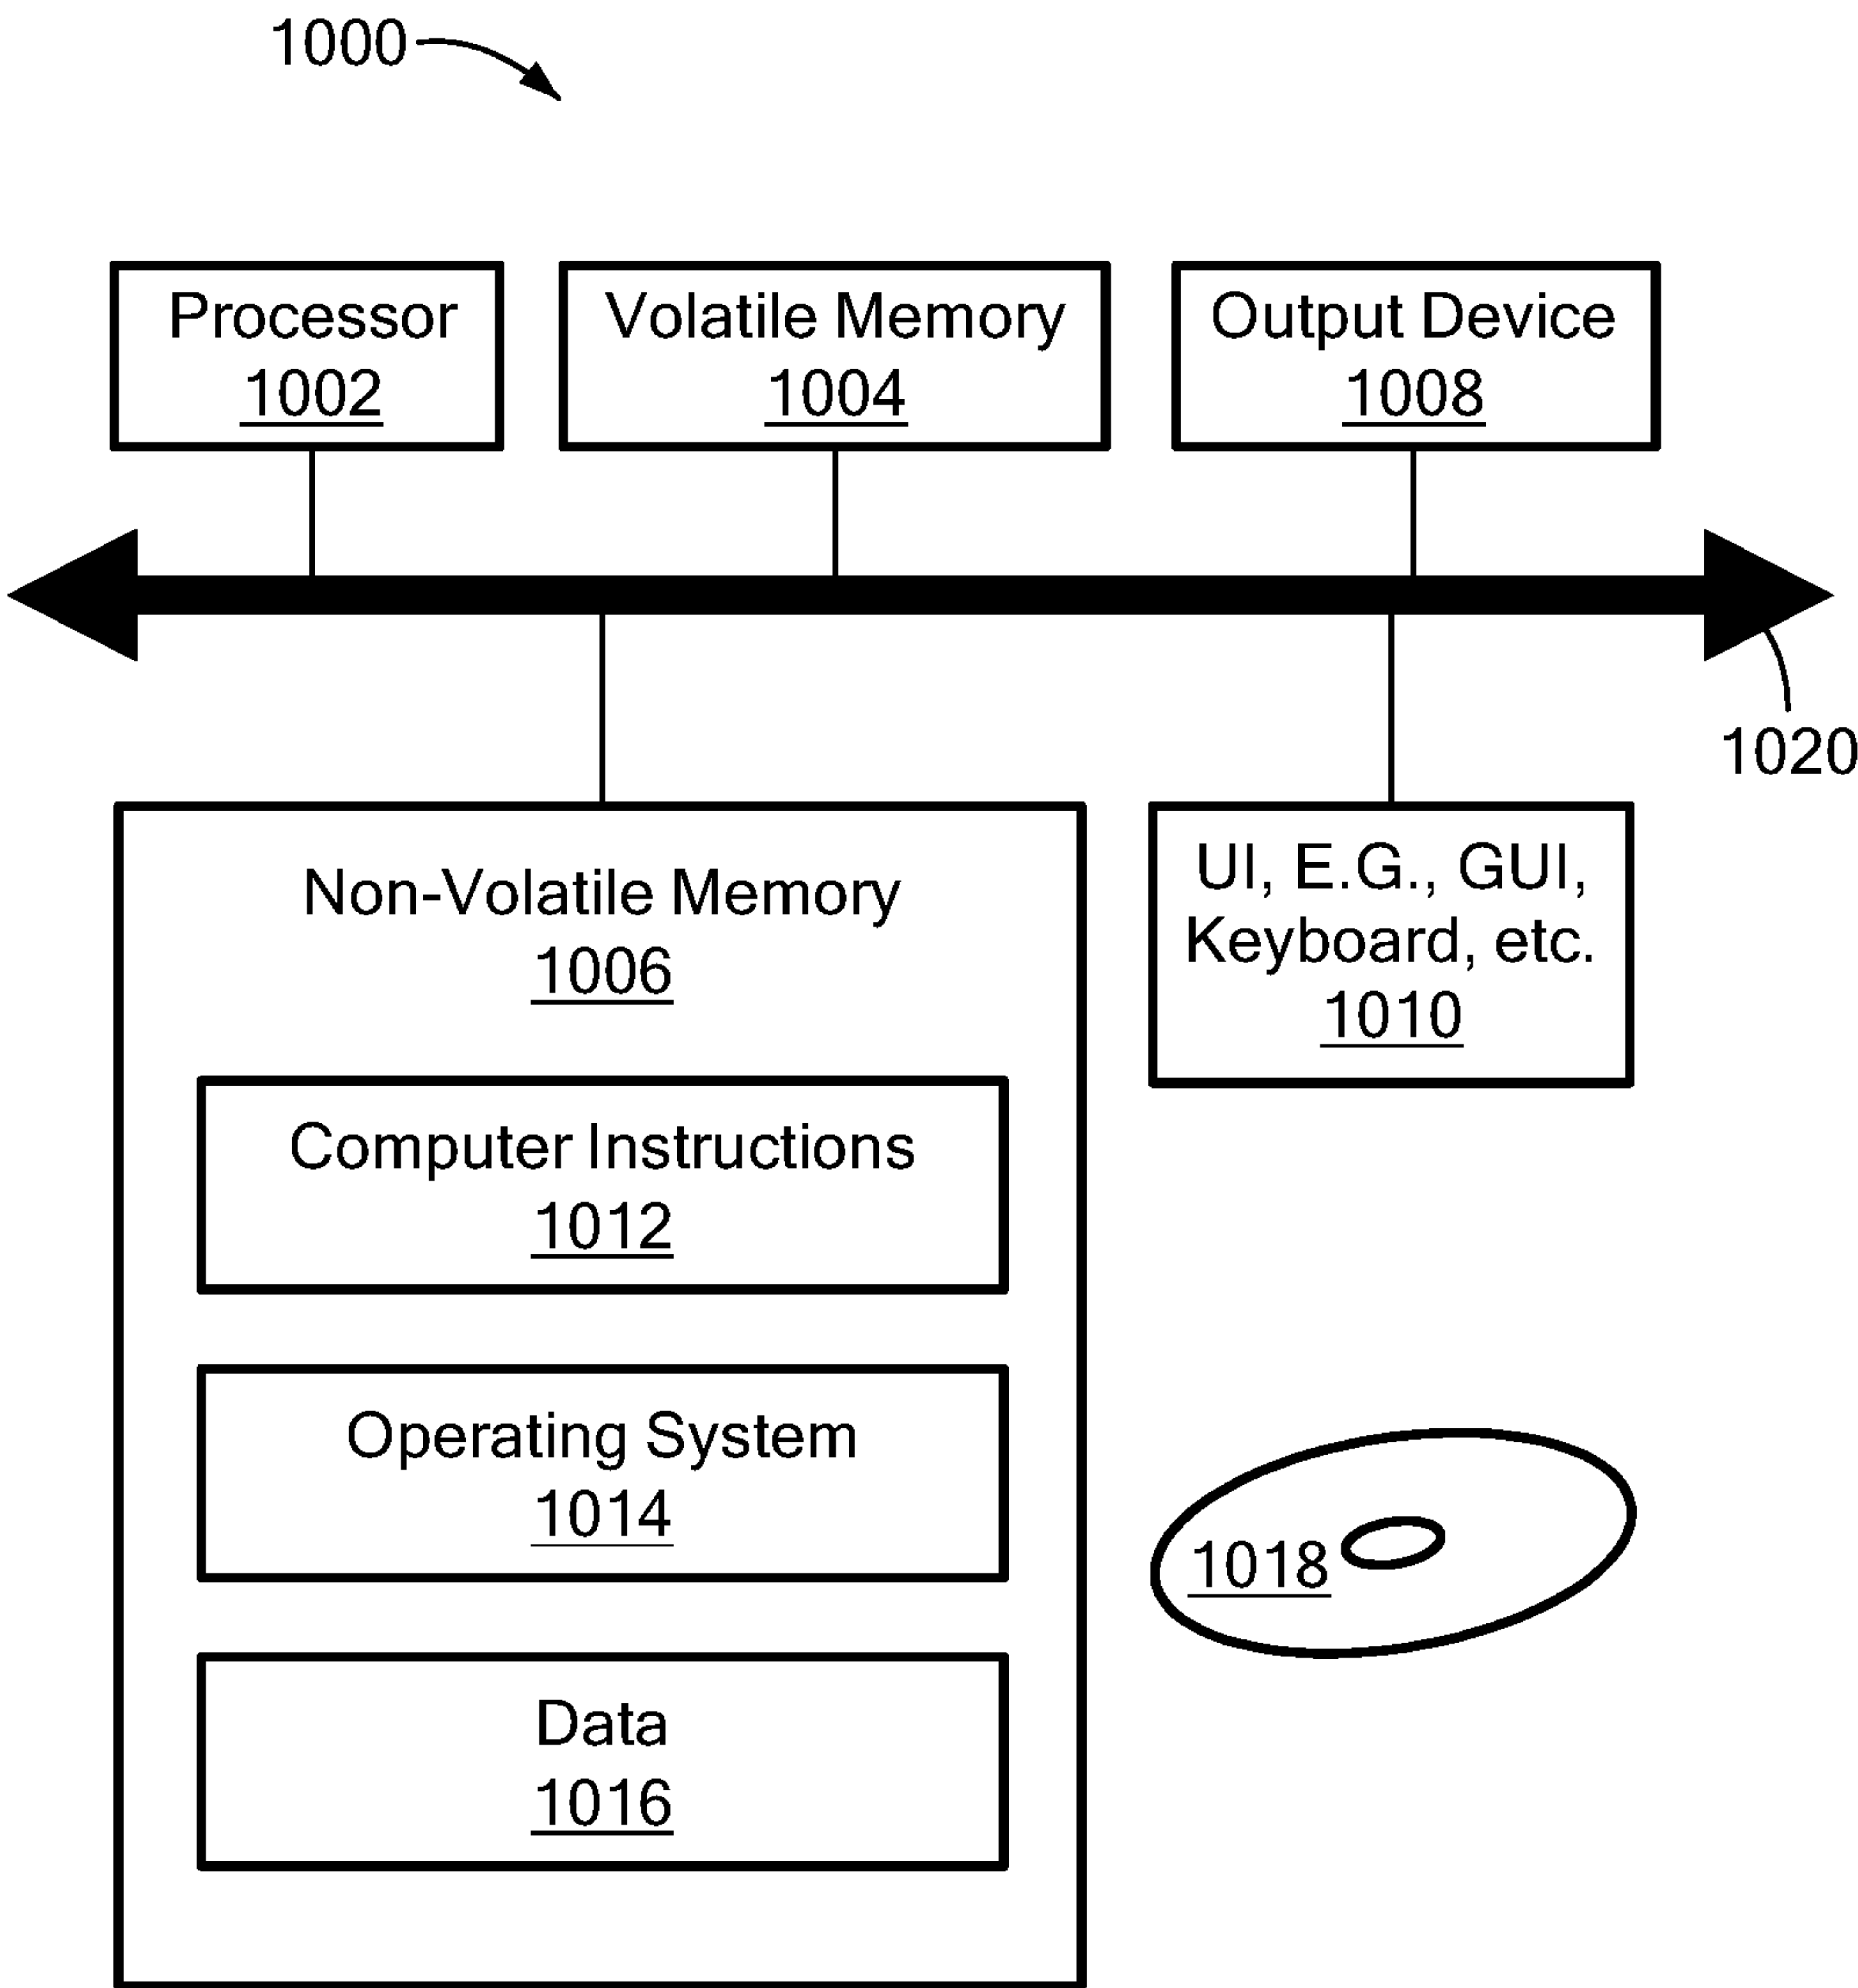 1000
Processor
1002
Volatile Memory
1004
Output Device
1008
1020
Non-Volatile Memory
1006
UI, E.G., GUI,
Keyboard, etc.
1010
Computer Instructions
1012
Operating System
1014
1018
Data
1016